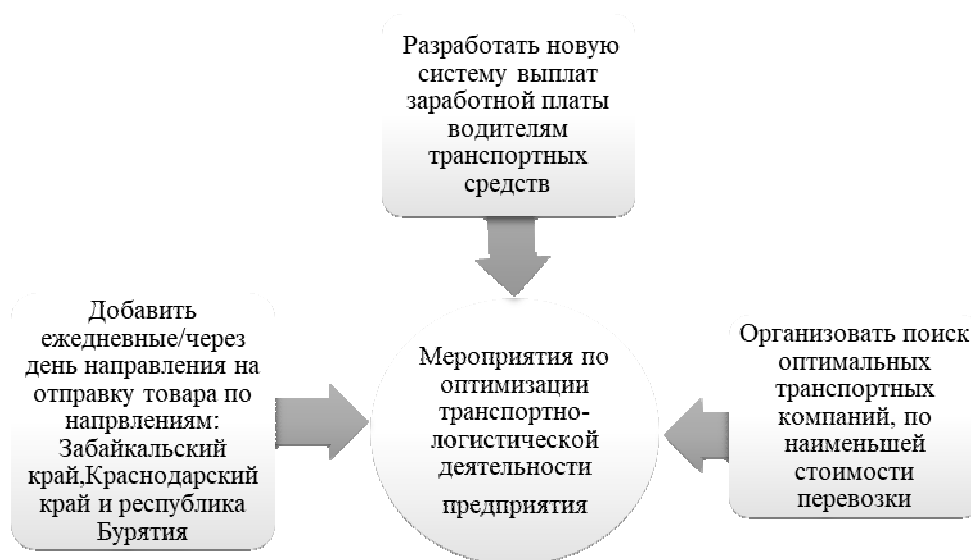 Разработать новую
систему выплат
заработной платы
водителям
транспортных
средств
Добавить
ежедневные/через
день направления на
отправку товара по
напрвлениям:
Забайкальский
край,Краснодарский
край и республика
Бурятия
Мероприятия по
оптимизации
транспортно-
логистической
деятельности
предприятия
Организовать поиск
оптимальных
транспортных
компаний, по
наименьшей
стоимости
перевозки